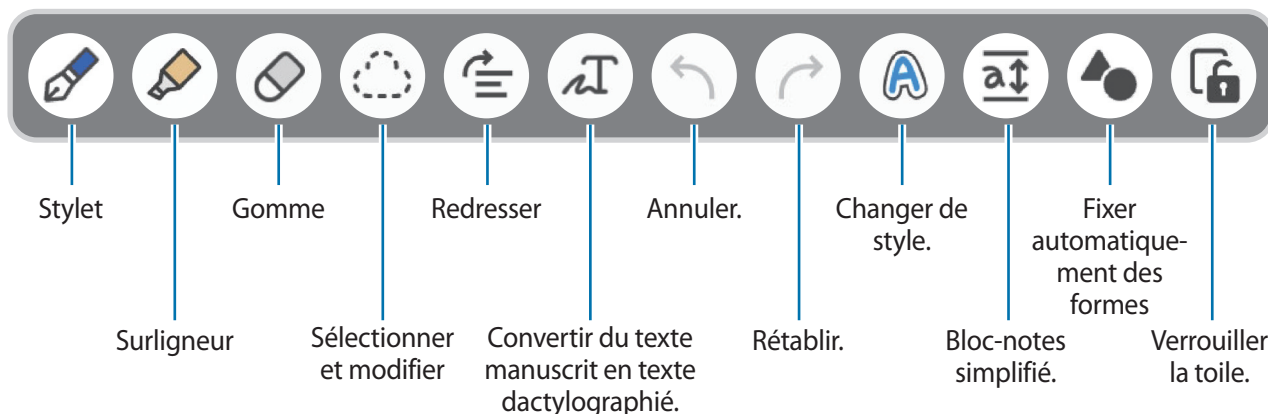 Stylet
Gomme
Redresser
Annuler.
Changer de
style.
Fixer
automatique-
ment des
formes
Surligneur
Sélectionner
et modifier
Convertir du texte
manuscrit en texte
dactylographié.
Rétablir.
Bloc-notes
simplifié.
Verrouiller
la toile.